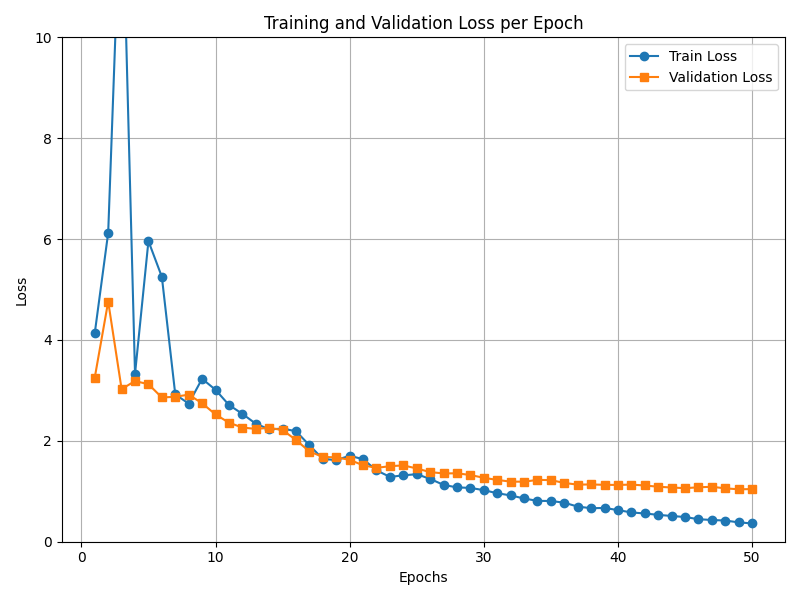 Training and Validation Loss per Epoch
Train Loss
Validation Loss
Loss
10
8
6
4
2
0
0 10 20 30 40 50
Epochs